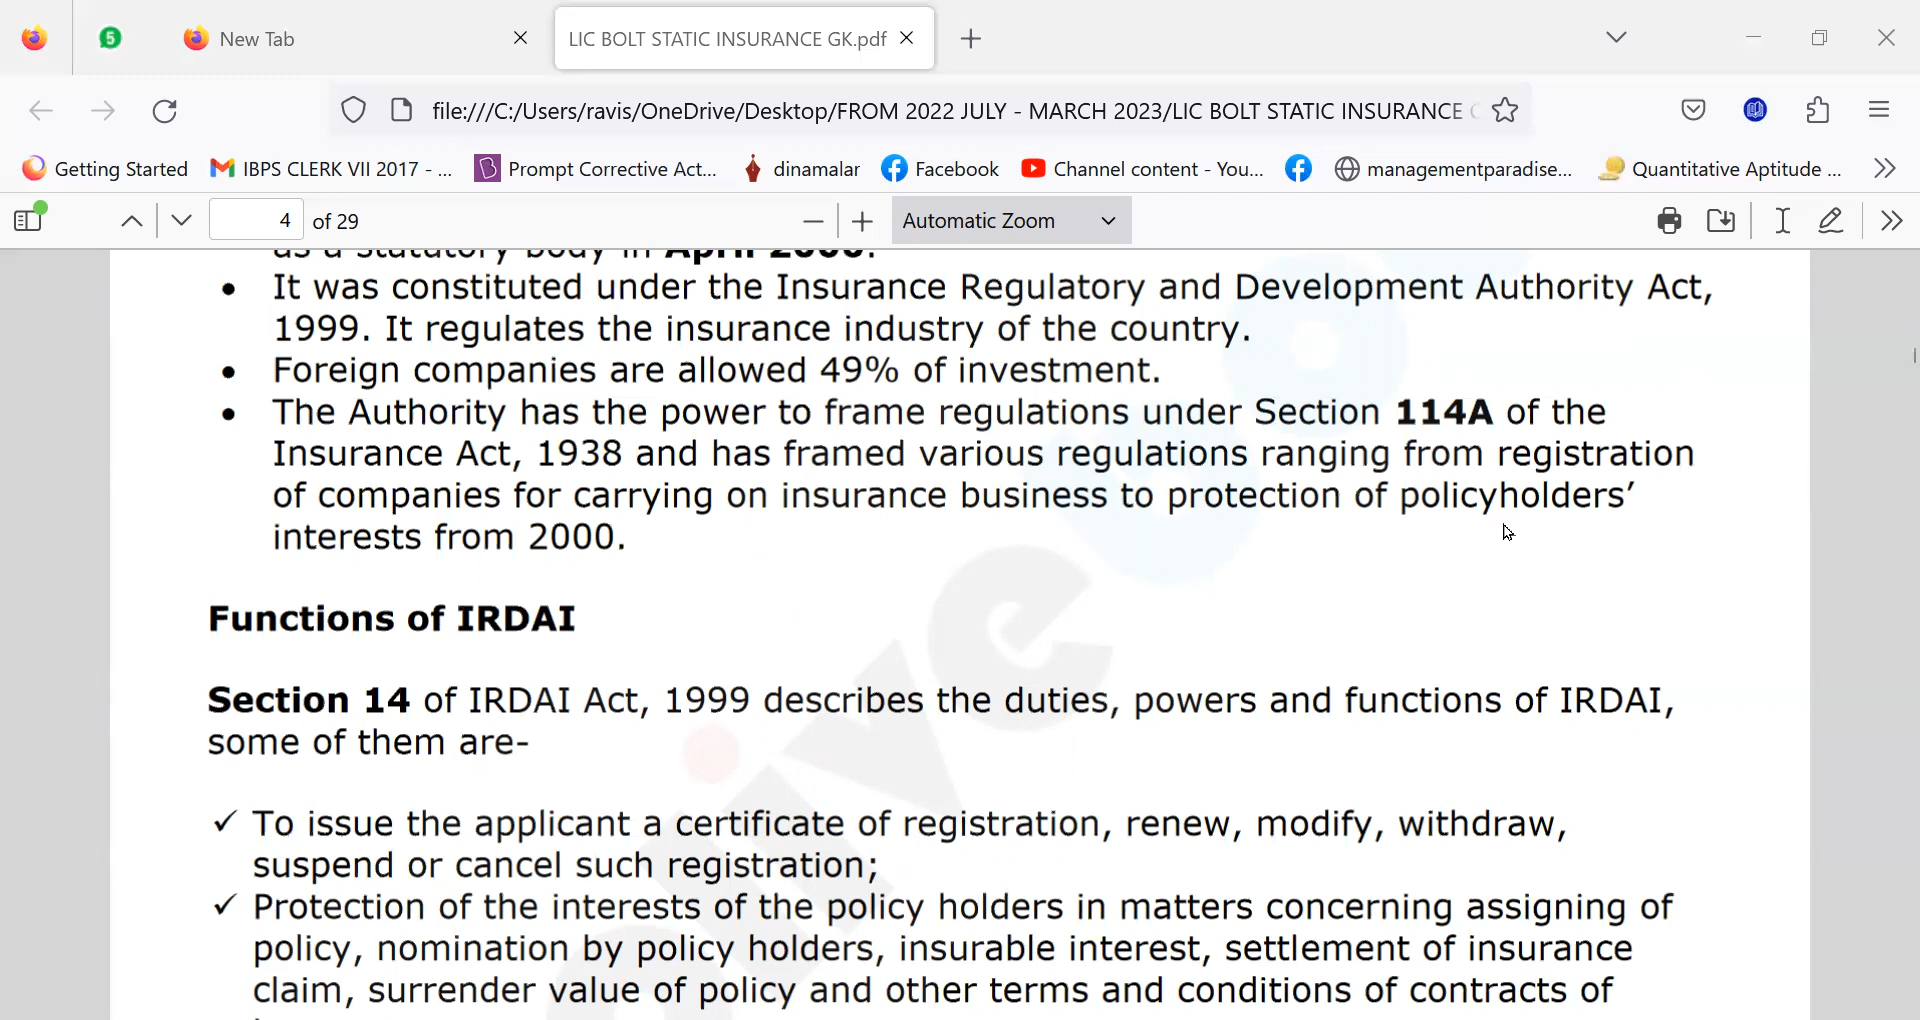 5
New Tab
LIC BOLT STATIC INSURANCE GK.pdf
file:///C:/Users/ravis/OneDrive/Desktop/FROM 2022 JULY - MARCH 2023/LIC BOLT STATIC INSURANCE
Getting Started IBPS CLERK VII 2017 - ... Prompt Corrective Act... dinamalar Facebook Channel content - You... managementparadise... Quantitative Aptitude ...
4 of 29
Automatic Zoom
as a statutory body in April 2000.
• It was constituted under the Insurance Regulatory and Development Authority Act,
1999. It regulates the insurance industry of the country.
• Foreign companies are allowed 49% of investment.
• The Authority has the power to frame regulations under Section 114A of the
Insurance Act, 1938 and has framed various regulations ranging from registration
of companies for carrying on insurance business to protection of policyholders’
interests from 2000.
Functions of IRDAI
Section 14 of IRDAI Act, 1999 describes the duties, powers and functions of IRDAI,
some of them are-
✓ To issue the applicant a certificate of registration, renew, modify, withdraw,
suspend or cancel such registration;
✓ Protection of the interests of the policy holders in matters concerning assigning of
policy, nomination by policy holders, insurable interest, settlement of insurance
claim, surrender value of policy and other terms and conditions of contracts of